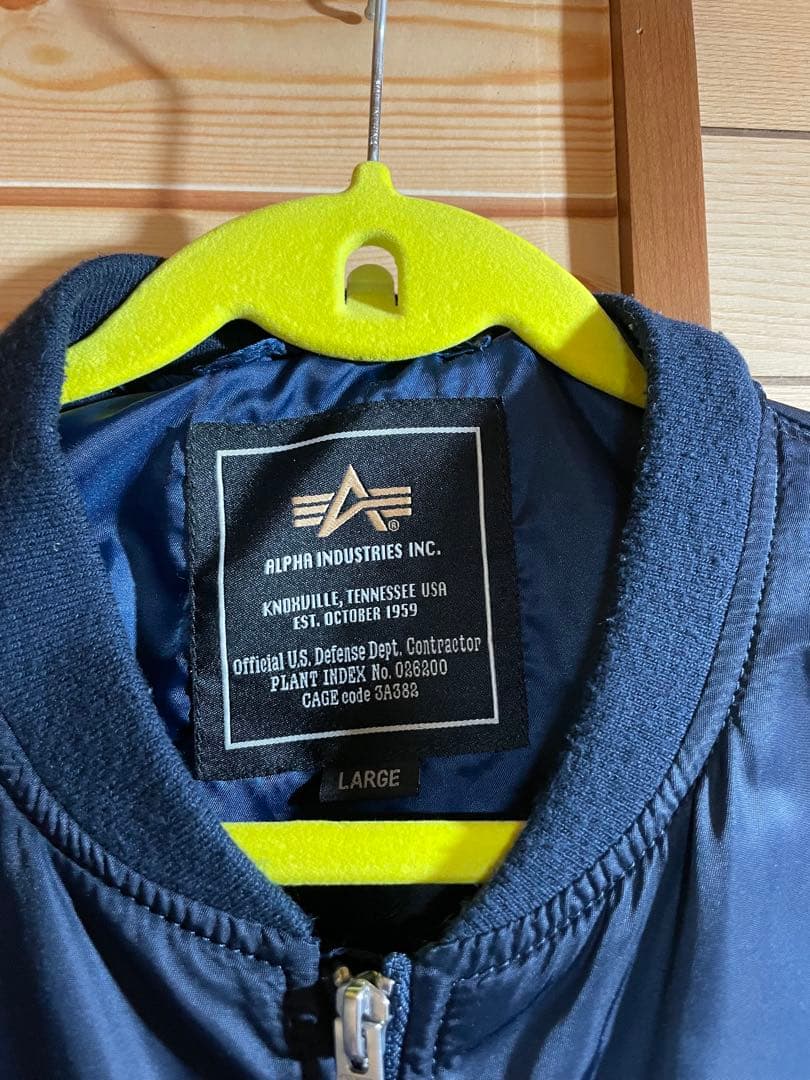 ALPHA INDUSTRIES INC.
KNOXVILLE, TENNESSEE USA
EST. OCTOBER 1959
Official U.S. Defense Dept. Contractor
PLANT INDEX No. 026200
CAGE code 3A382
LARGE